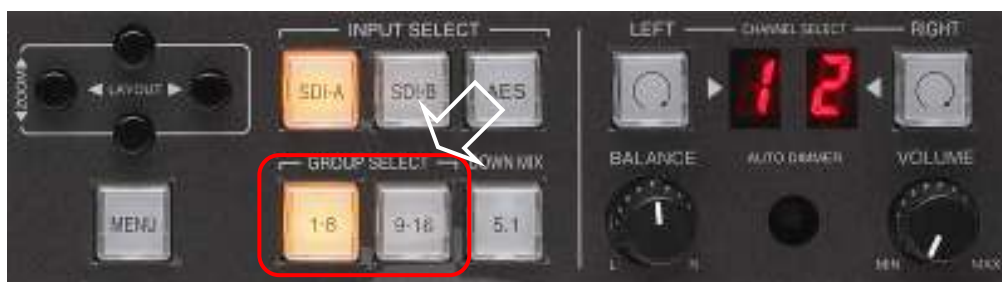 INPUT SELECT
LEFT CHANNEL SELECT RIGHT
ZOOM
LAYOUT
SDI-A SDI-B AES
1 2
GROUP SELECT DOWN MIX
BALANCE AUTO DIMMER VOLUME
MENU 1-8 9-16 5.1
L R MIN MAX